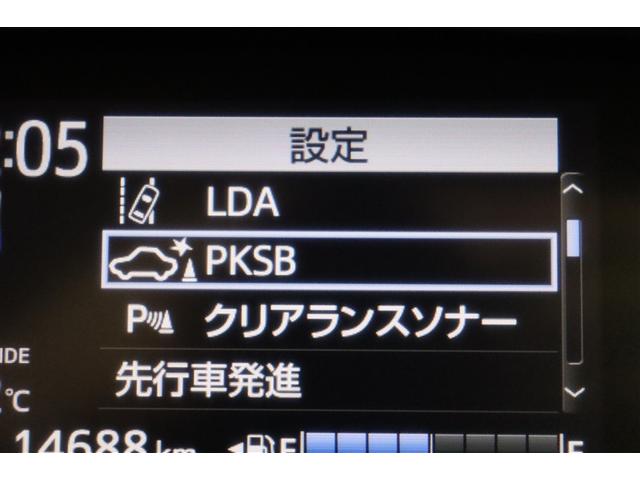 :05
設定
LDA
PKSB
P クリアランスソナー
先行車発進
℃
14688 km
E F